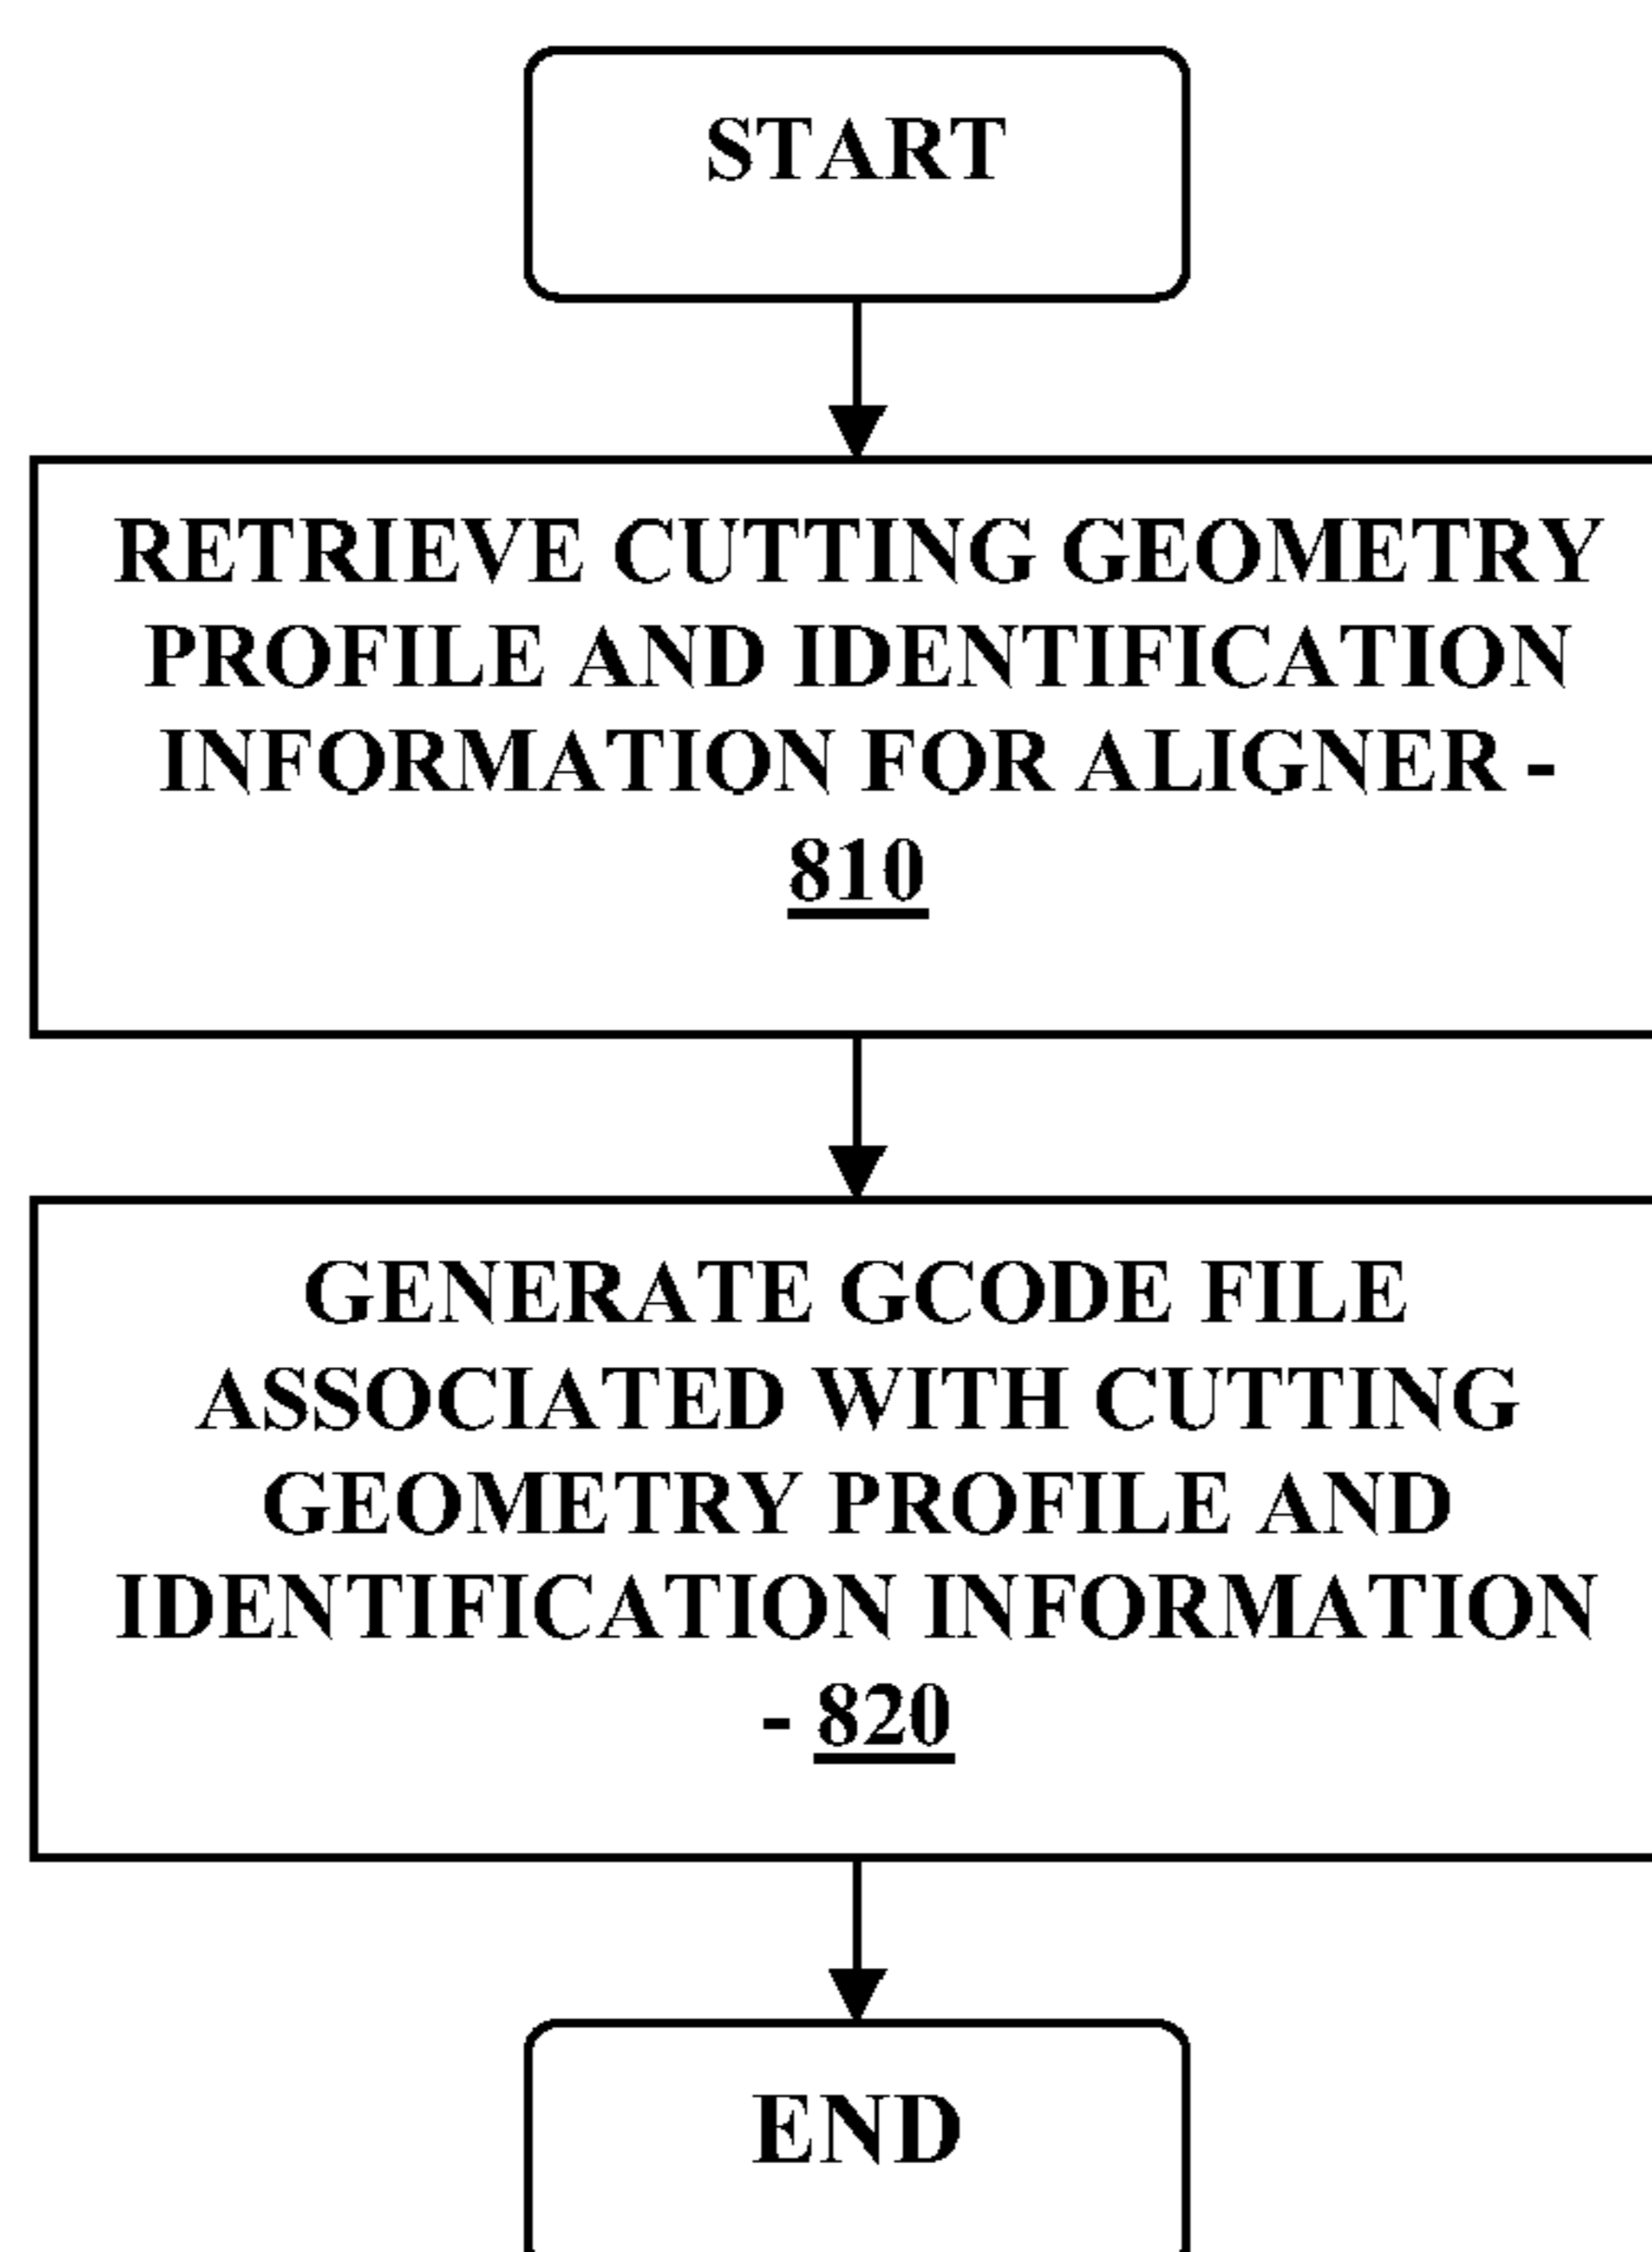 START
RETRIEVE CUTTING GEOMETRY
PROFILE AND IDENTIFICATION
INFORMATION FOR ALIGNER -
810
GENERATE GCODE FILE
ASSOCIATED WITH CUTTING
GEOMETRY PROFILE AND
IDENTIFICATION INFORMATION
- 820
END